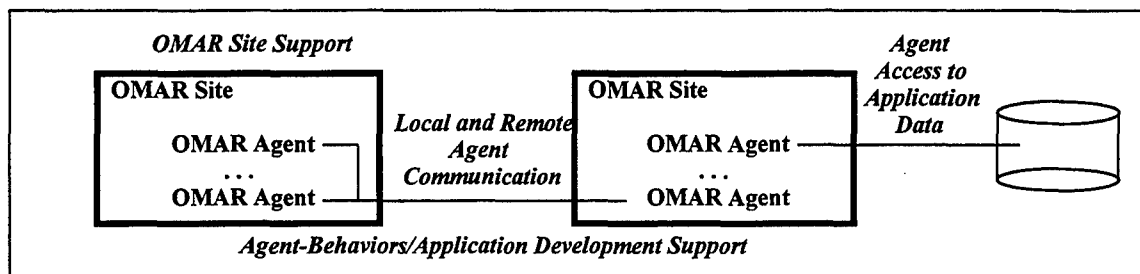 OMAR Site Support
OMAR Site
OMAR Agent
. . .
OMAR Agent
Local and Remote
Agent
Communication
OMAR Site
OMAR Agent
. . .
OMAR Agent
Agent
Access to
Application
Data
Agent-Behaviors/Application Development Support